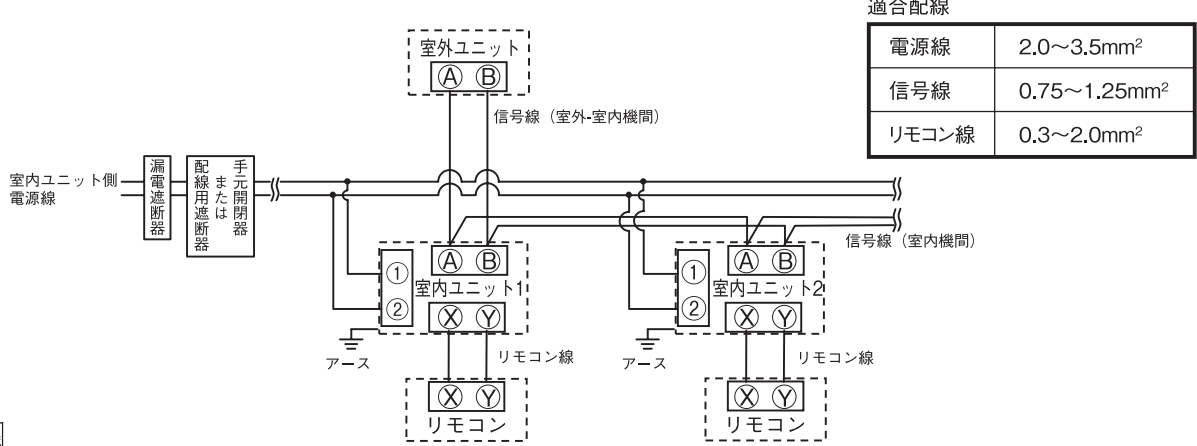 適合配線
電源線 2.0～3.5mm²
信号線 0.75～1.25mm²
リモコン線 0.3～2.0mm²
室外ユニット
A B
信号線（室外-室内機間）
室内ユニット側
電源線
漏電遮断器
手元開閉器
または
配線用遮断器
信号線（室内機間）
A B
①
室内ユニット1
②
X Y
アース
リモコン線
X Y
リモコン
A B
①
室内ユニット2
②
X Y
アース
リモコン線
X Y
リモコン